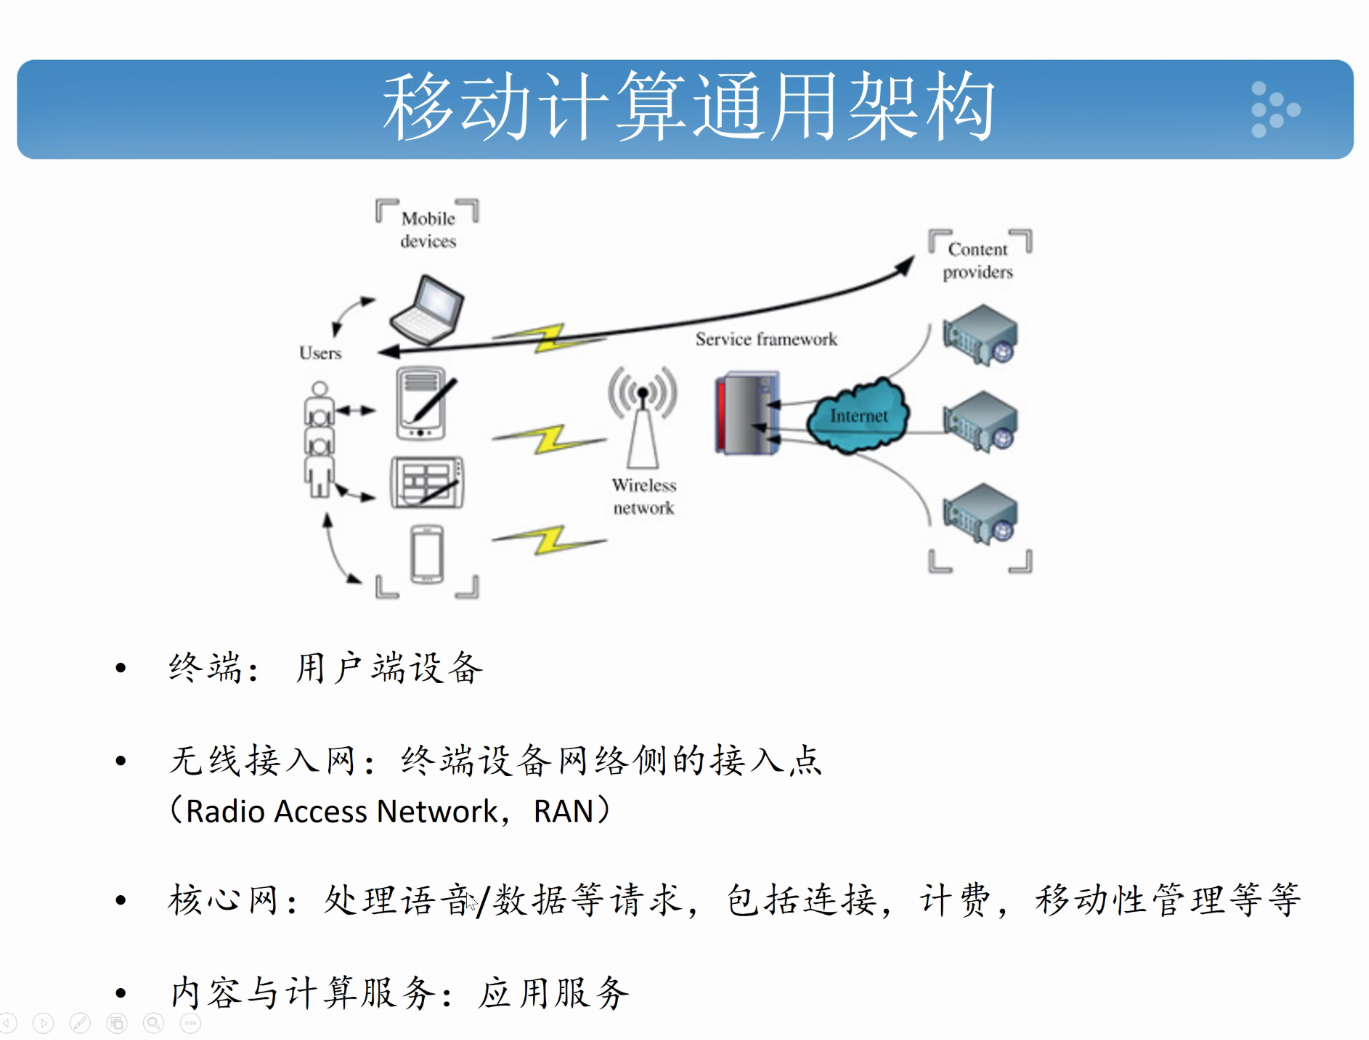 移动计算通用架构
Mobile
devices
Content
providers
Service framework
Users
Internet
Wireless
network
• 终端： 用户端设备
• 无线接入网：终端设备网络侧的接入点
（Radio Access Network，RAN）
• 核心网：处理语音/数据等请求，包括连接，计费，移动性管理等等
• 内容与计算服务：应用服务